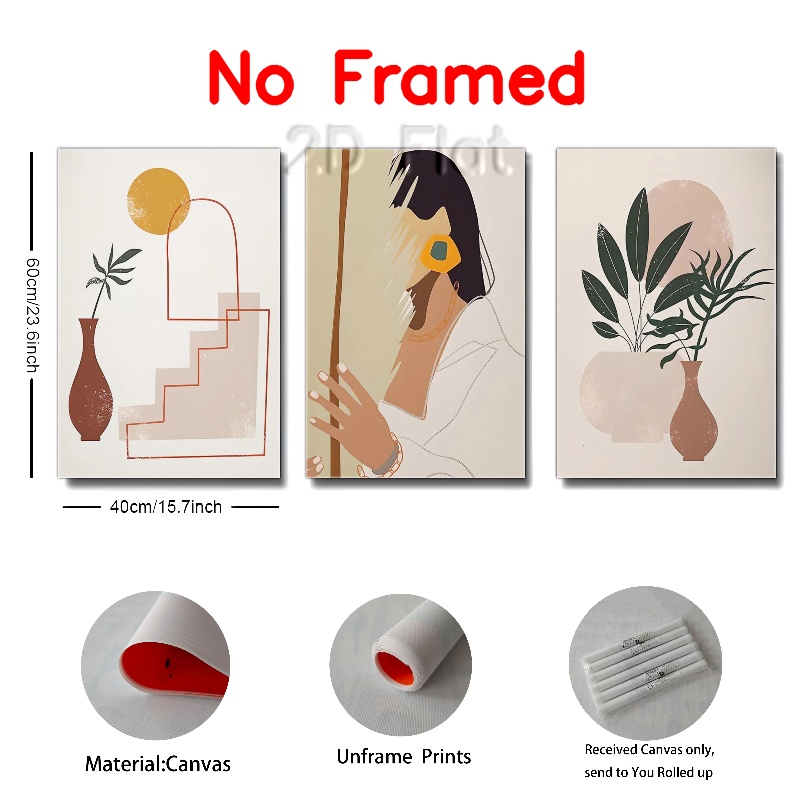 No Framed
2D Flat
60cm/23.6inch
40cm/15.7inch
Material:Canvas
Unframe Prints
Received Canvas only,
send to You Rolled up